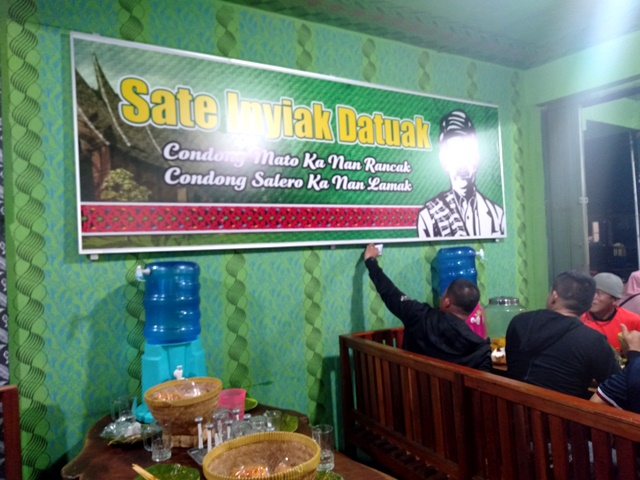 Sate Inyiak Datuak
Condong Mato Ka Nan Rancak
Condong Salero Ka Nan Lamak